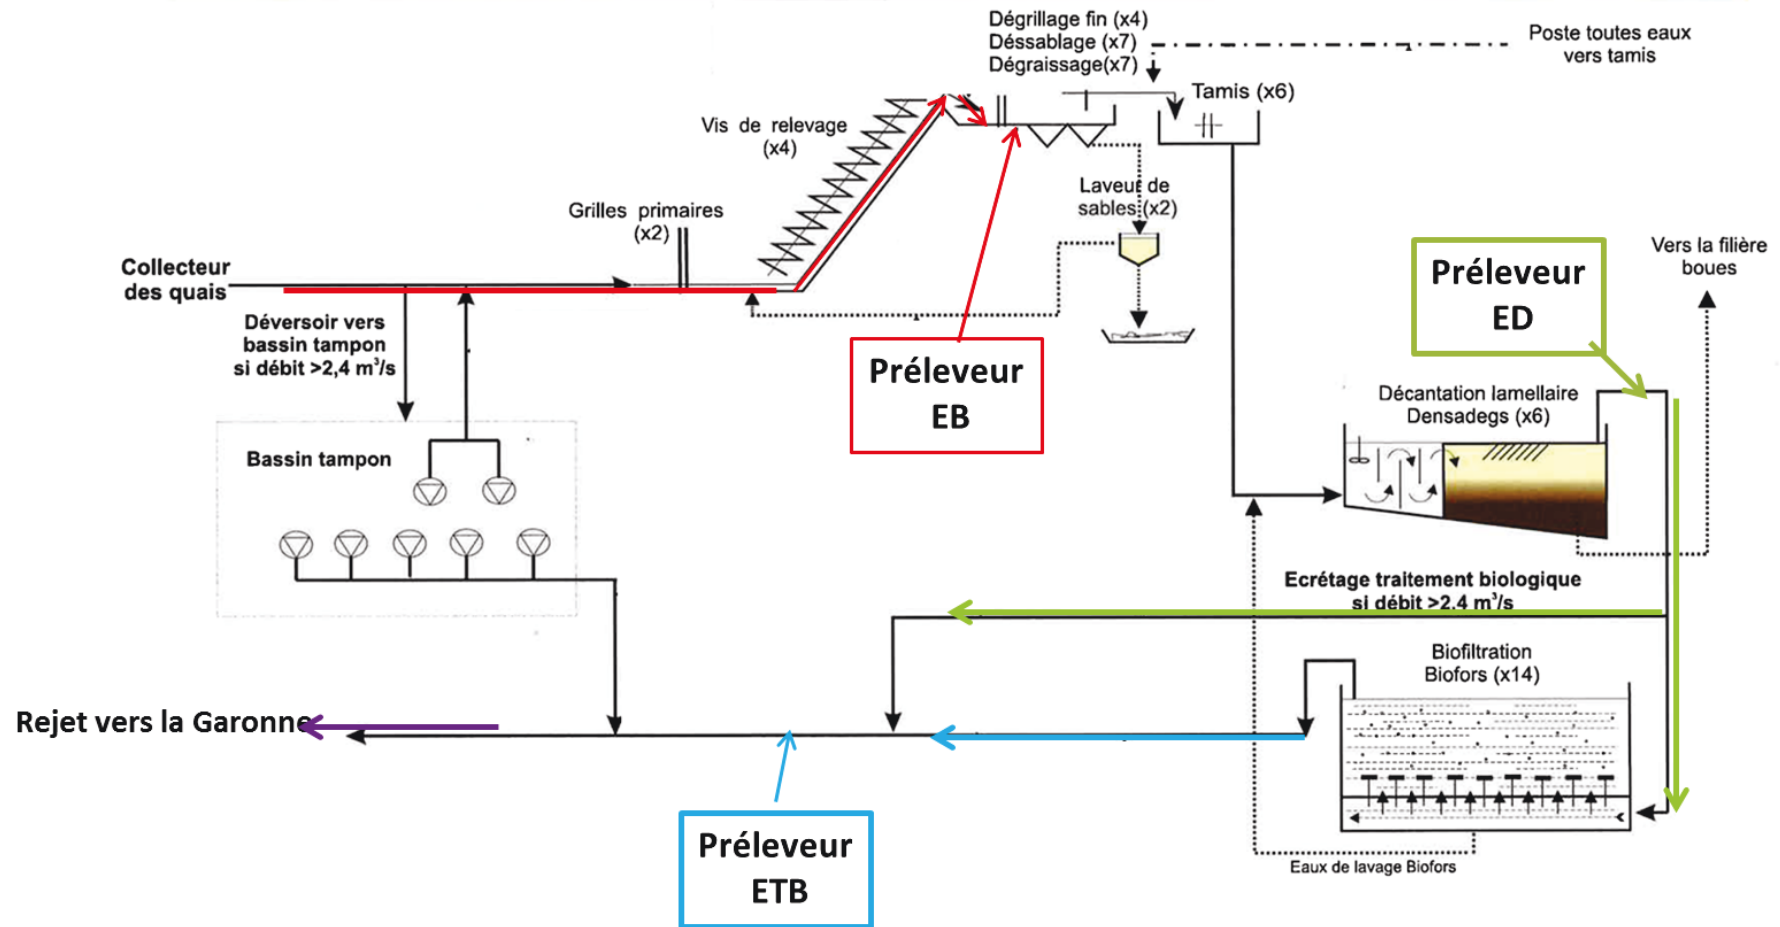 Dégrillage fin (x4)
Déssablage (x7)
Dégraissage(x7)
Poste toutes eaux
vers tamis
Tamis (x6)
Vis de relevage
(x4)
Laveur de
sables (x2)
Grilles primaires
(x2)
Collecteur
des quais
Vers la filière
boues
Préleveur
ED
Déversoir vers
bassin tampon
si débit >2,4 m³/s
Préleveur
EB
Décantation lamellaire
Densadegs (x6)
Bassin tampon
Ecrétage traitement biologique
si débit >2,4 m³/s
Biofiltration
Biofors (x14)
Rejet vers la Garonne
Préleveur
ETB
Eaux de lavage Biofors